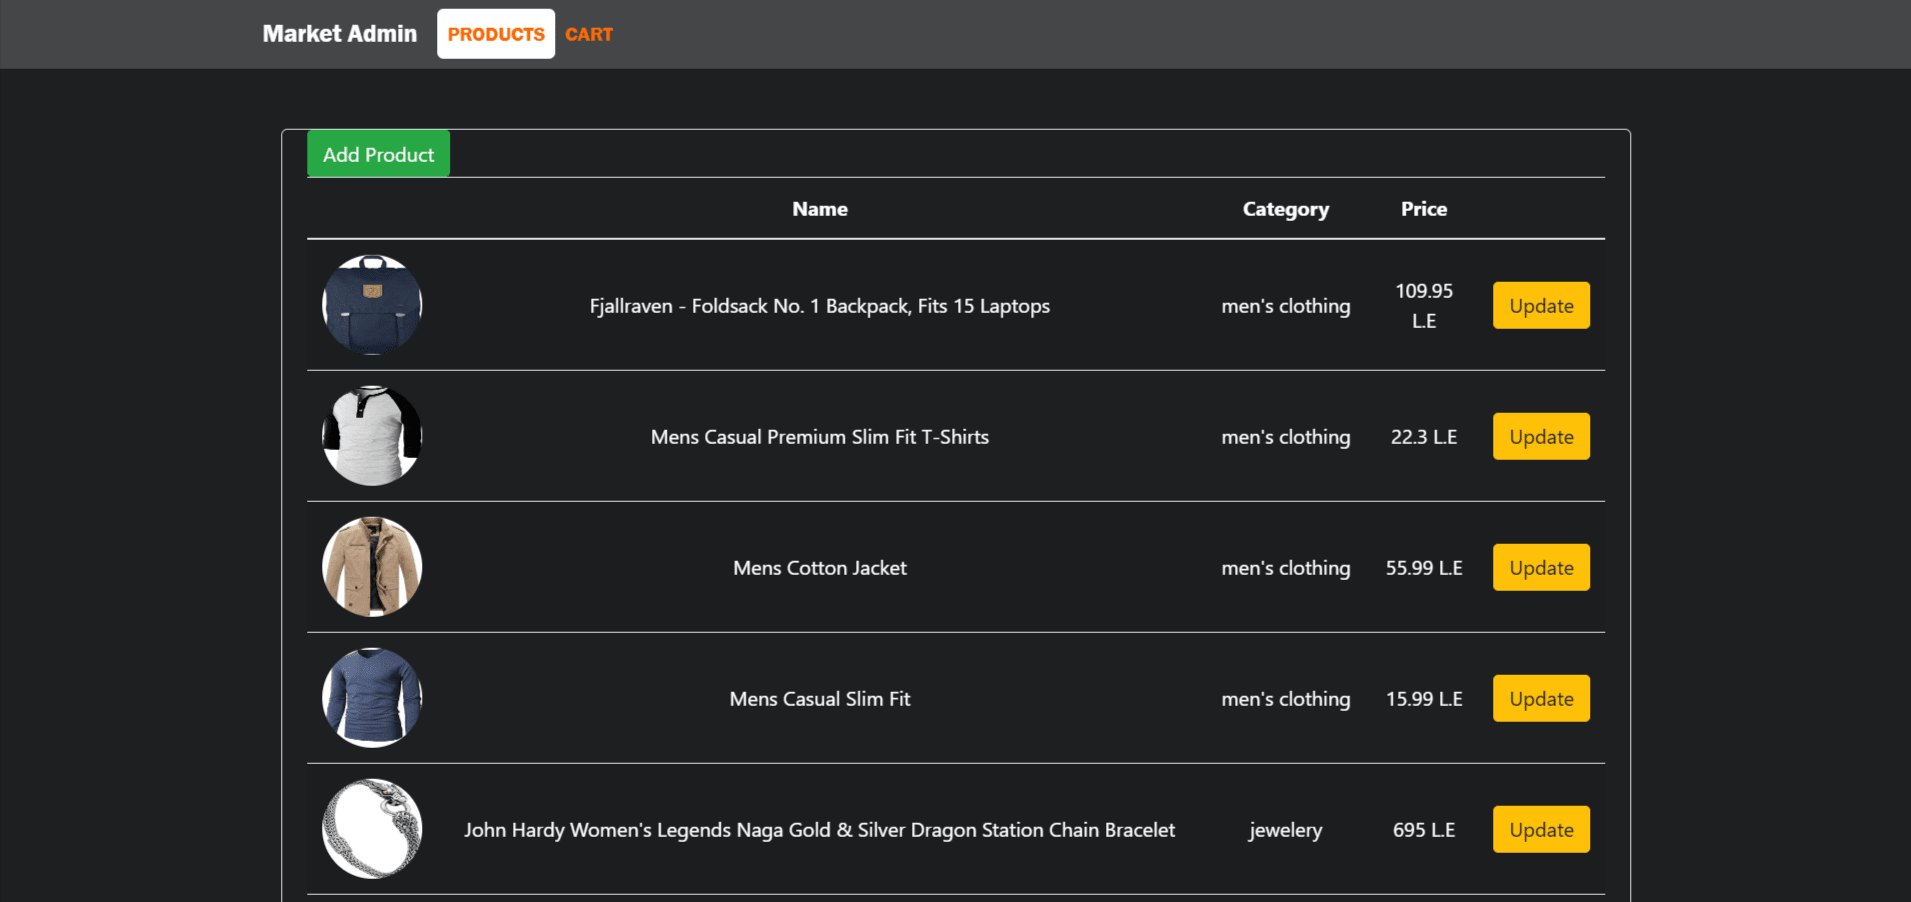 Market Admin PRODUCTS CART
Add Product
Name Category Price
Fjallraven - Foldsack No. 1 Backpack, Fits 15 Laptops men's clothing 109.95 L.E Update
Mens Casual Premium Slim Fit T-Shirts men's clothing 22.3 L.E Update
Mens Cotton Jacket men's clothing 55.99 L.E Update
Mens Casual Slim Fit men's clothing 15.99 L.E Update
John Hardy Women's Legends Naga Gold & Silver Dragon Station Chain Bracelet jewelery 695 L.E Update